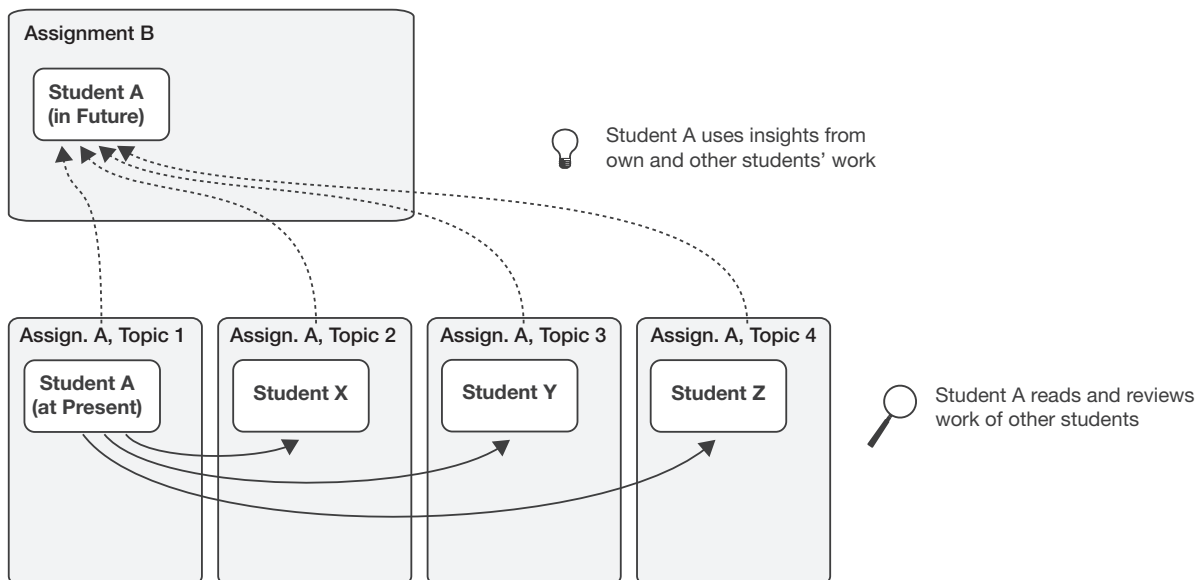 Assignment B
Student A
(in Future)
Student A uses insights from
own and other students’ work
Assign. A, Topic 1
Assign. A, Topic 2
Assign. A, Topic 3
Assign. A, Topic 4
Student A
(at Present)
Student X
Student Y
Student Z
Student A reads and reviews
work of other students